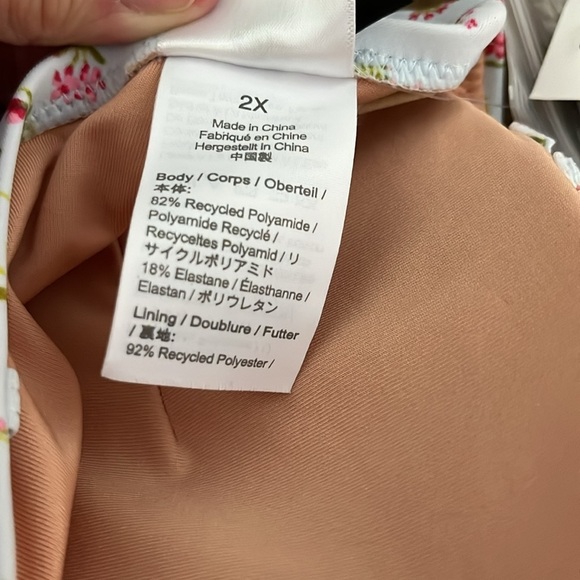 2X
Made in China
Fabriqué en Chine
Hergestellt in China
中国製
Body / Corps / Oberteil /
本体:
82% Recycled Polyamide /
Polyamide Recyclé /
Recyceltes Polyamid / リ
サイクルポリアミド
18% Elastane / Élasthanne /
Elastan / ポリウレタン
Lining / Doublure / Futter
/ 裏地:
92% Recycled Polyester /